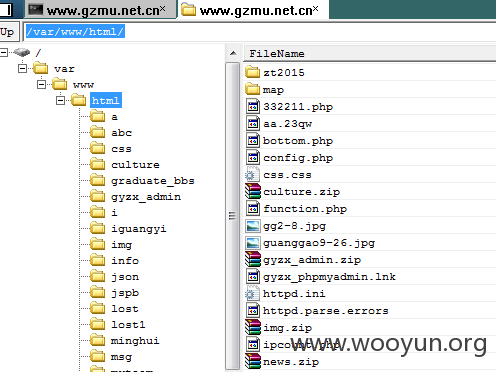 www.gzmu.net.cn*
www.gzmu.net.cn*
Up
/var/www/html/
/
var
www
html
a
abc
css
culture
graduate_bbs
gyzx_admin
i
iguangyi
img
info
json
jspb
lost
lost1
minghui
msg
FileName
zt2015
map
332211.php
aa.23qw
bottom.php
config.php
css.css
culture.zip
function.php
gg2-8.jpg
guanggao9-26.jpg
gyzx_admin.zip
gyzx_phpmyadmin.lnk
httpd.ini
httpd.parse.errors
img.zip
ipconst.php
news.zip
www.wooyun.org